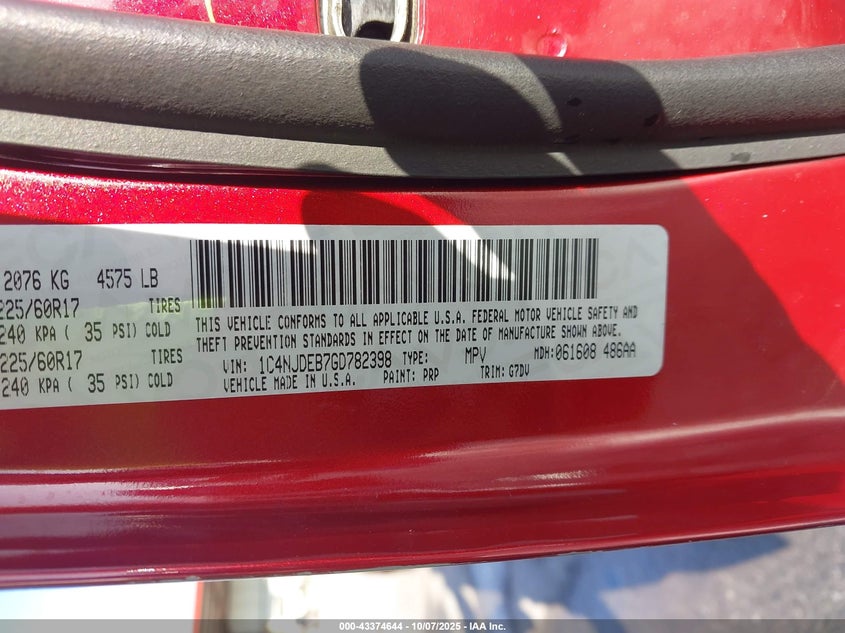 2076 KG 4575 LB
225/60R17 TIRES
240 KPA ( 35 PSI) COLD
225/60R17 TIRES
240 KPA ( 35 PSI) COLD
THIS VEHICLE CONFORMS TO ALL APPLICABLE U.S.A. FEDERAL MOTOR VEHICLE SAFETY AND
THEFT PREVENTION STANDARDS IN EFFECT ON THE DATE OF MANUFACTURE SHOWN ABOVE.
VIN: 1C4NJDEB7GD782398 TYPE: MPV MDH: 061608 486AA
VEHICLE MADE IN U.S.A. PAINT: PRP TRIM: G7DV
000-43374644 | 10/07/2025 | IAA Inc.